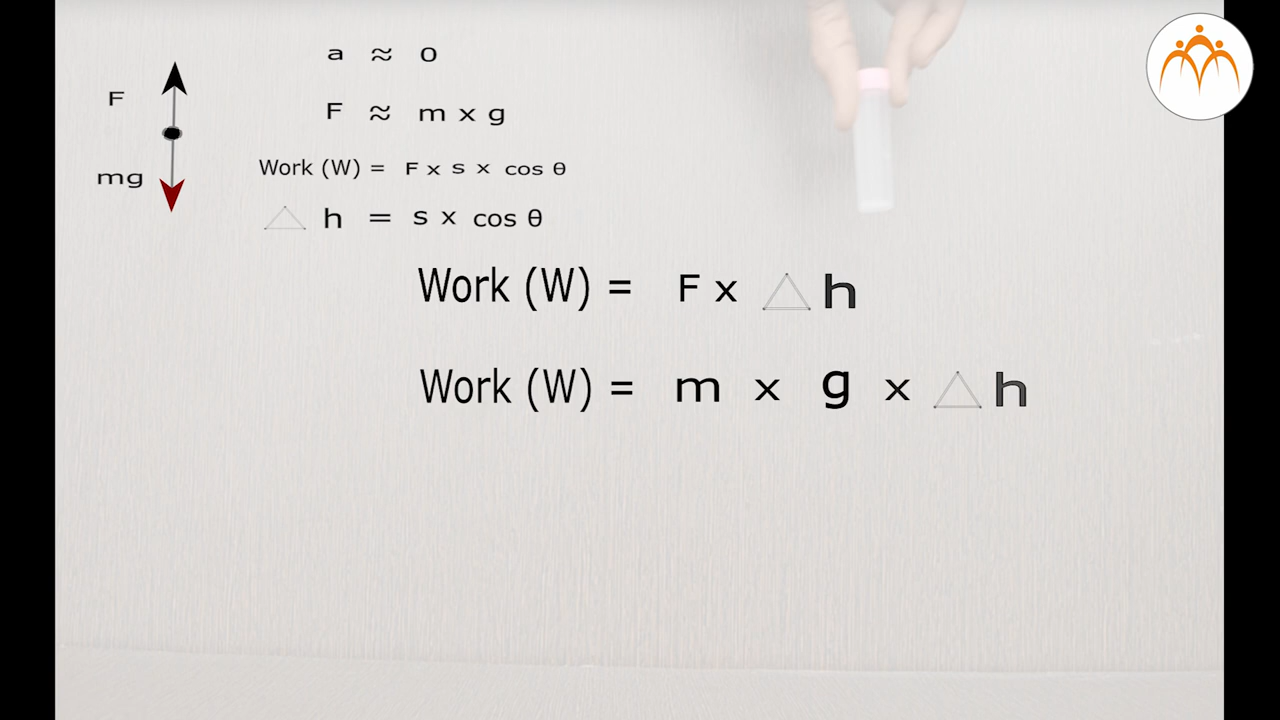 F
mg
a ≈ 0
F ≈ m x g
Work (W) = F x s x cos θ
△ h = s x cos θ
Work (W) = F x △ h
Work (W) = m x g x △ h